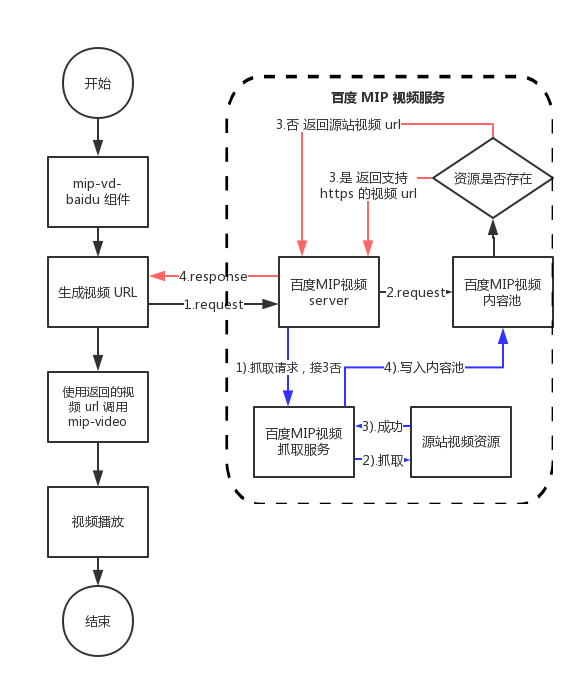 开始
mip-vd-
baidu 组件
生成视频 URL
使用返回的视
频 url 调用
mip-video
视频播放
结束
百度 MIP 视频服务
3.否 返回源站视频 url
3.是 返回支持
https 的视频 url
资源是否存在
4.response
1.request
百度MIP视频
server
2.request
百度MIP视频
内容池
1).抓取请求，接3否
4).写入内容池
百度MIP视频
抓取服务
3).成功
2).抓取
源站视频资源